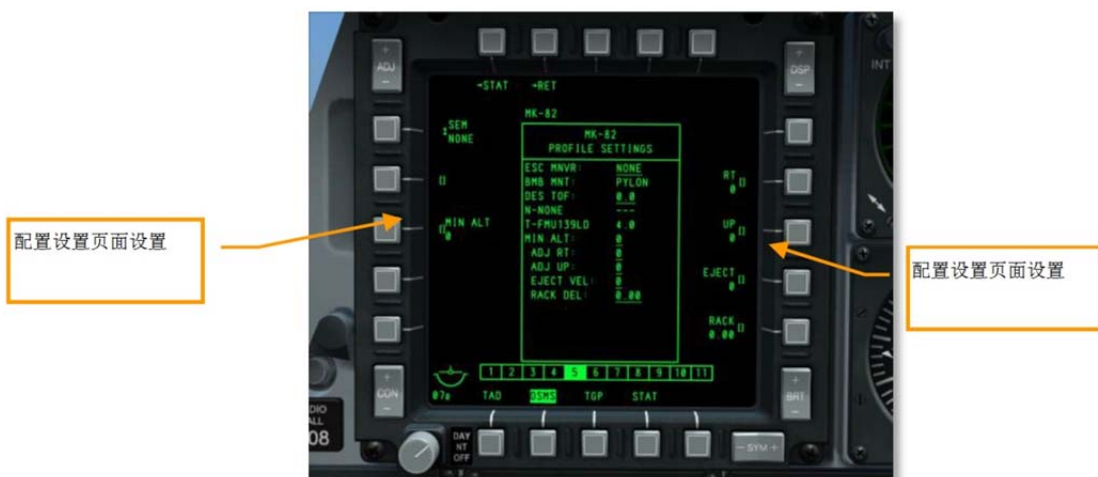 ADJ
DSP
INT
→STAT →RET
MK-82
SEM
NONE
MK-82
PROFILE SETTINGS
ESC MNVR: NONE
BMB MNT: PYLON
DES TOF: 0.0
N-NONE ---
T-FMU139LD 4.0
MIN ALT: 0
ADJ RT: 0
ADJ UP: 0
EJECT VEL: 0
RACK DEL: 0.00
MIN ALT
0
RT
0
UP
0
EJECT
0
RACK
0.00
配置设置页面设置
配置设置页面设置
1 2 3 4 5 6 7 8 9 10 11
TAD DSMS TGP STAT
CON
BRT
DAY
NT
OFF
- SYM +
08